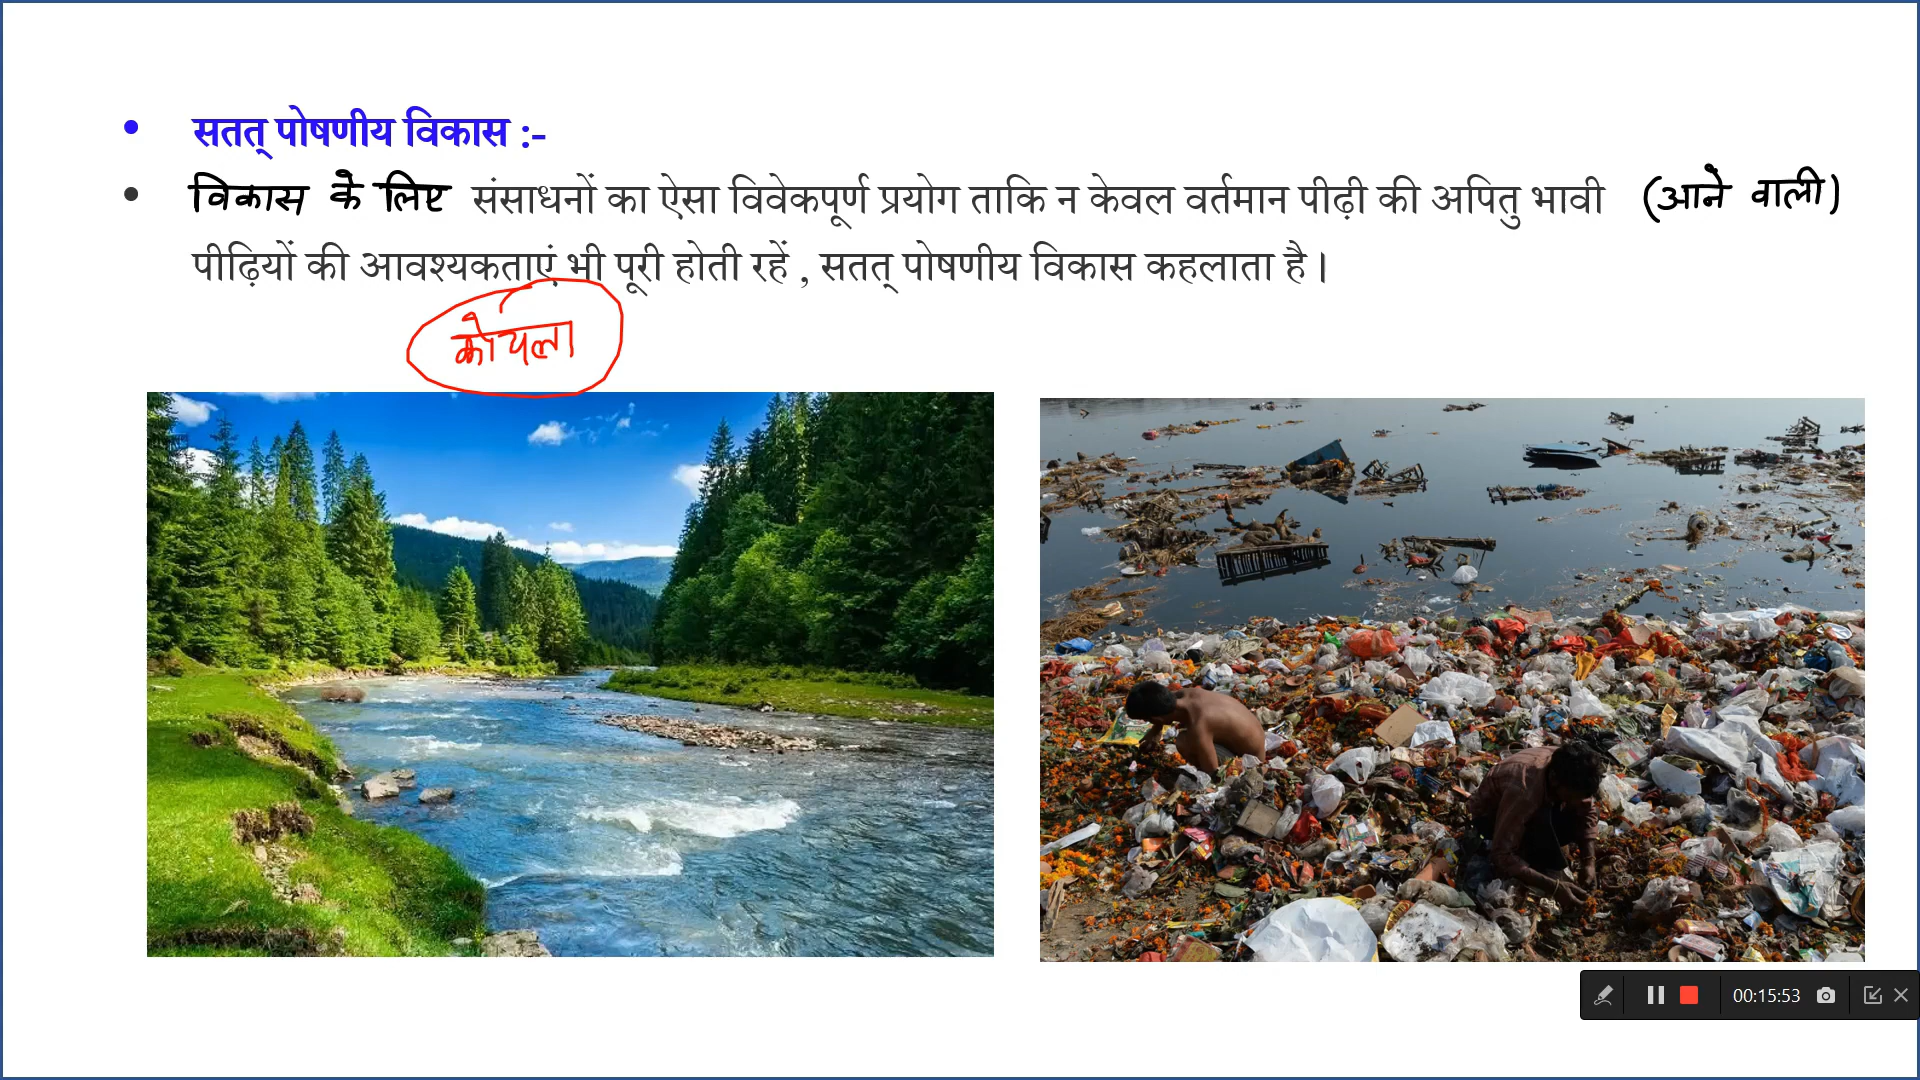 सतत् पोषणीय विकास :-
विकास के लिए संसाधनों का ऐसा विवेकपूर्ण प्रयोग ताकि न केवल वर्तमान पीढ़ी की अपितु भावी (आने वाली)
पीढ़ियों की आवश्यकताएं भी पूरी होती रहें , सतत् पोषणीय विकास कहलाता है।
कोयला
00:15:53